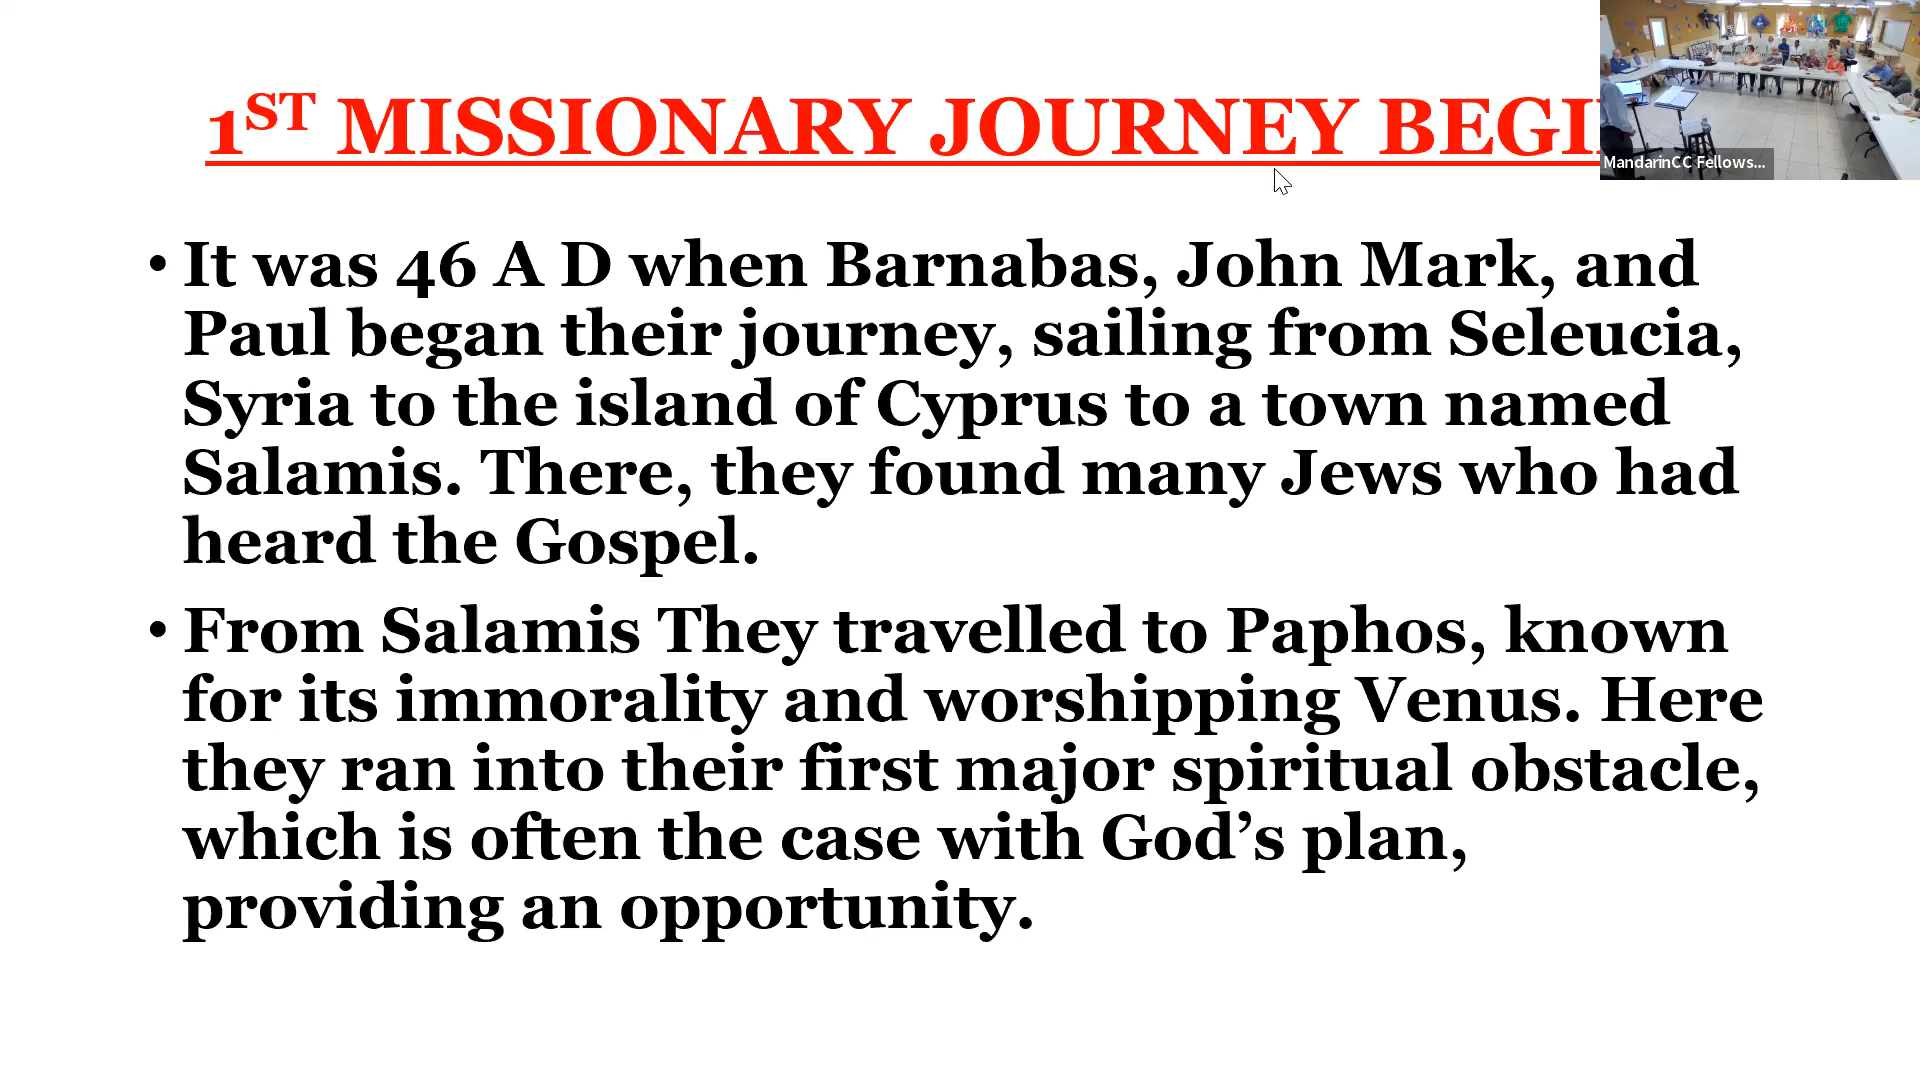 1ST MISSIONARY JOURNEY
MandarinCC Fellows...
• It was 46 A D when Barnabas, John Mark, and
Paul began their journey, sailing from Seleucia,
Syria to the island of Cyprus to a town named
Salamis. There, they found many Jews who had
heard the Gospel.
• From Salamis They travelled to Paphos, known
for its immorality and worshipping Venus. Here
they ran into their first major spiritual obstacle,
which is often the case with God’s plan,
providing an opportunity.